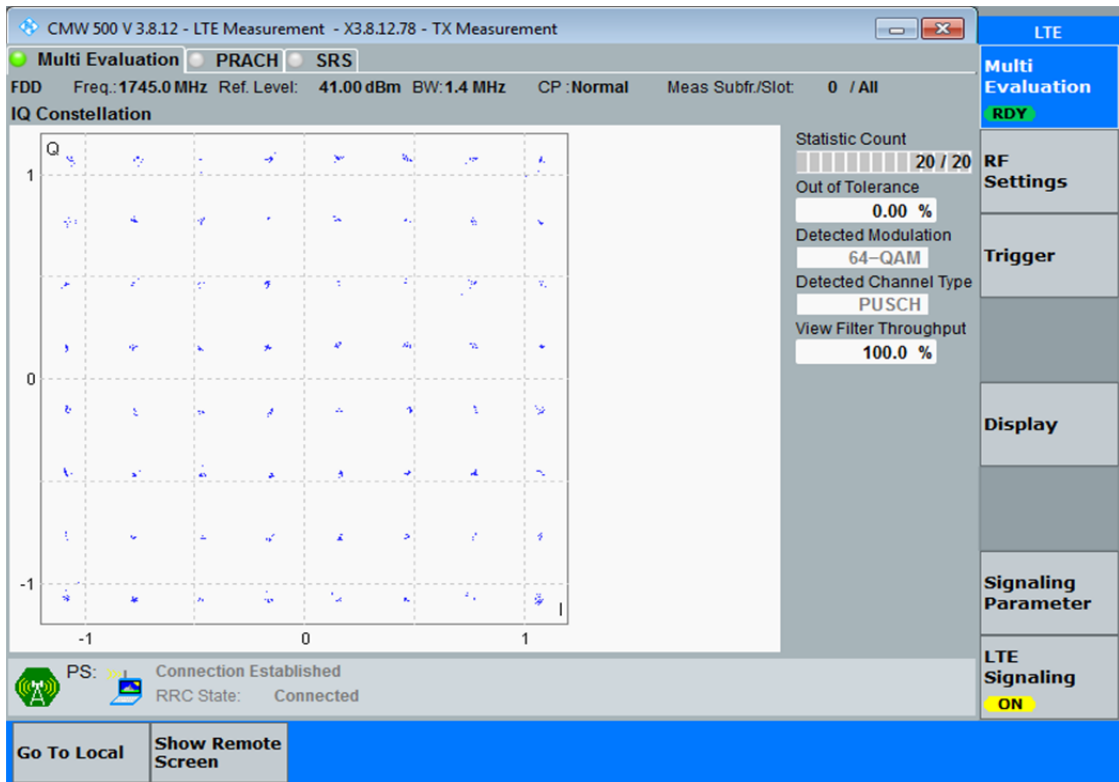 CMW 500 V 3.8.12 - LTE Measurement - X3.8.12.78 - TX Measurement
LTE
Multi Evaluation PRACH SRS
FDD Freq.:1745.0 MHz Ref. Level: 41.00 dBm BW:1.4 MHz CP :Normal Meas Subfr./Slot: 0 / All
IQ Constellation
Q
1
0
-1
-1 0 1
I
Statistic Count
20 / 20
Out of Tolerance
0.00 %
Detected Modulation
64-QAM
Detected Channel Type
PUSCH
View Filter Throughput
100.0 %
Multi
Evaluation
RDY
RF
Settings
Trigger
Display
Signaling
Parameter
LTE
Signaling
ON
PS: Connection Established
RRC State: Connected
Go To Local
Show Remote
Screen